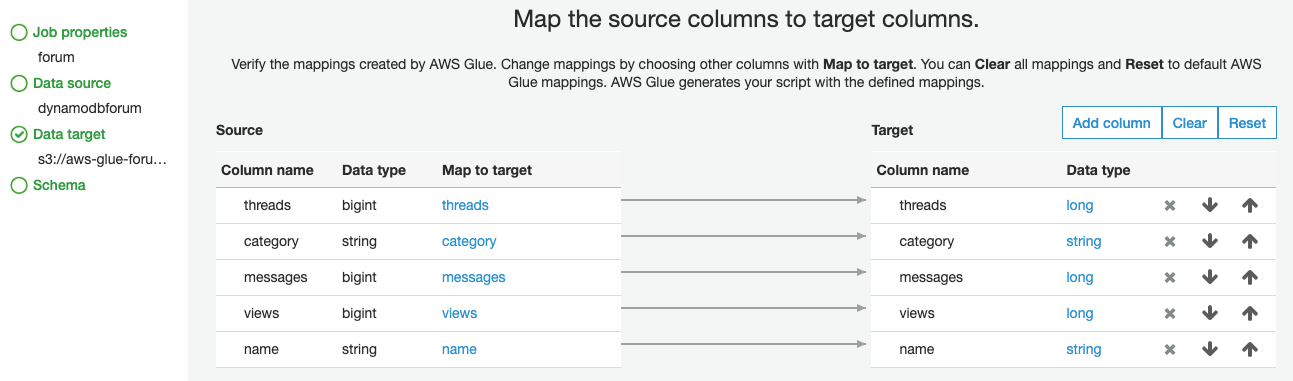 Job properties
forum
Data source
dynamodbforum
Data target
s3://aws-glue-foru...
Schema
Map the source columns to target columns.
Verify the mappings created by AWS Glue. Change mappings by choosing other columns with Map to target. You can Clear all mappings and Reset to default AWS
Glue mappings. AWS Glue generates your script with the defined mappings.
Source
Target
Add column Clear Reset
Column name Data type Map to target Column name Data type
threads bigint threads threads long
category string category category string
messages bigint messages messages long
views bigint views views long
name string name name string